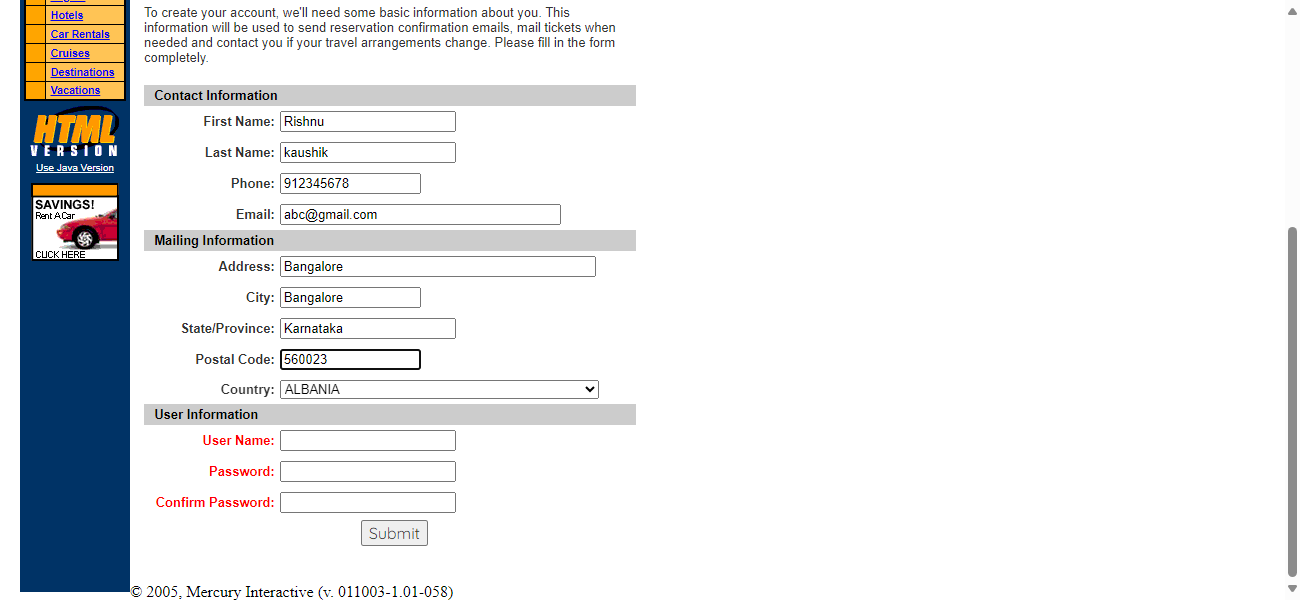 Hotels
Car Rentals
Cruises
Destinations
Vacations
HTML
VERSION
Use Java Version
SAVINGS!
Rent A Car
CLICK HERE
To create your account, we'll need some basic information about you. This
information will be used to send reservation confirmation emails, mail tickets when
needed and contact you if your travel arrangements change. Please fill in the form
completely.
Contact Information
First Name: Rishnu
Last Name: kaushik
Phone: 912345678
Email: abc@gmail.com
Mailing Information
Address: Bangalore
City: Bangalore
State/Province: Karnataka
Postal Code: 560023
Country: ALBANIA
User Information
User Name:
Password:
Confirm Password:
Submit
© 2005, Mercury Interactive (v. 011003-1.01-058)